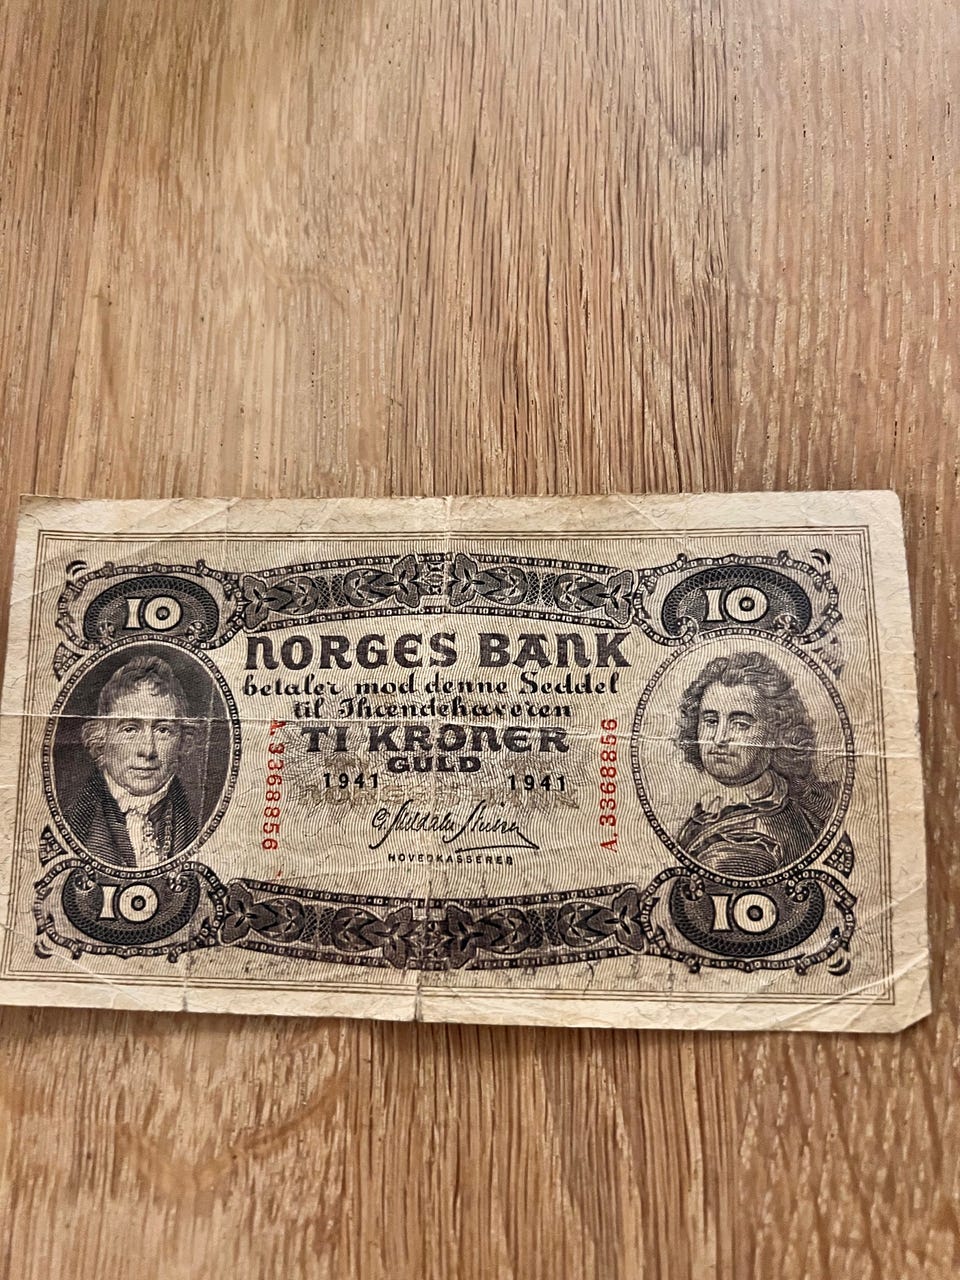 10 10
NORGES BANK
betaler mod denne Seddel
til Ihændehaveren
TI KRONER
GULD
1941 1941
A.3368856
A.3368856
HOVEDKASSERER
10 10